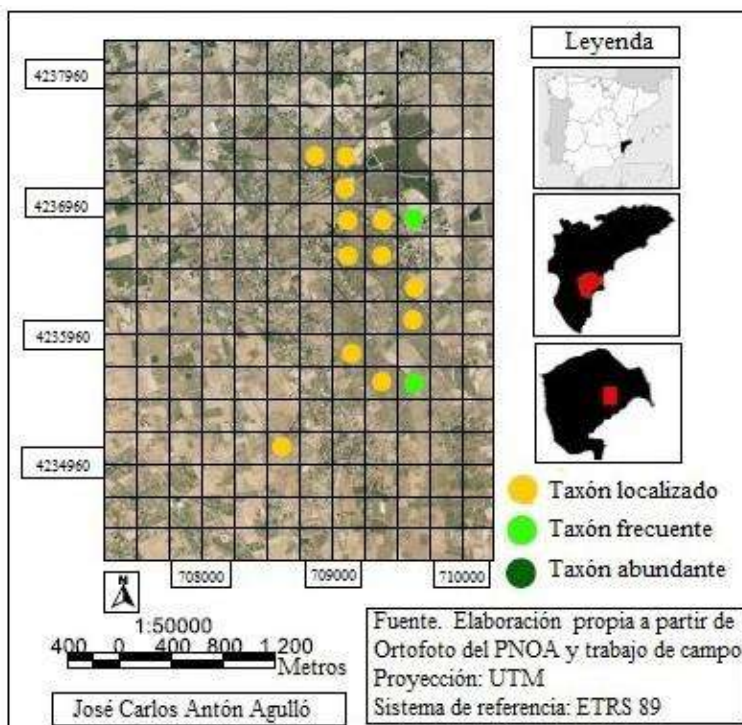 Leyenda
4237960
4236960
4235960
4234960
Taxón localizado
Taxón frecuente
Taxón abundante
708000
709000
710000
N
1:50000
400 0 400 800 1.200
Metros
José Carlos Antón Agulló
Fuente. Elaboración propia a partir de
Ortofoto del PNOA y trabajo de campo
Proyección: UTM
Sistema de referencia: ETRS 89